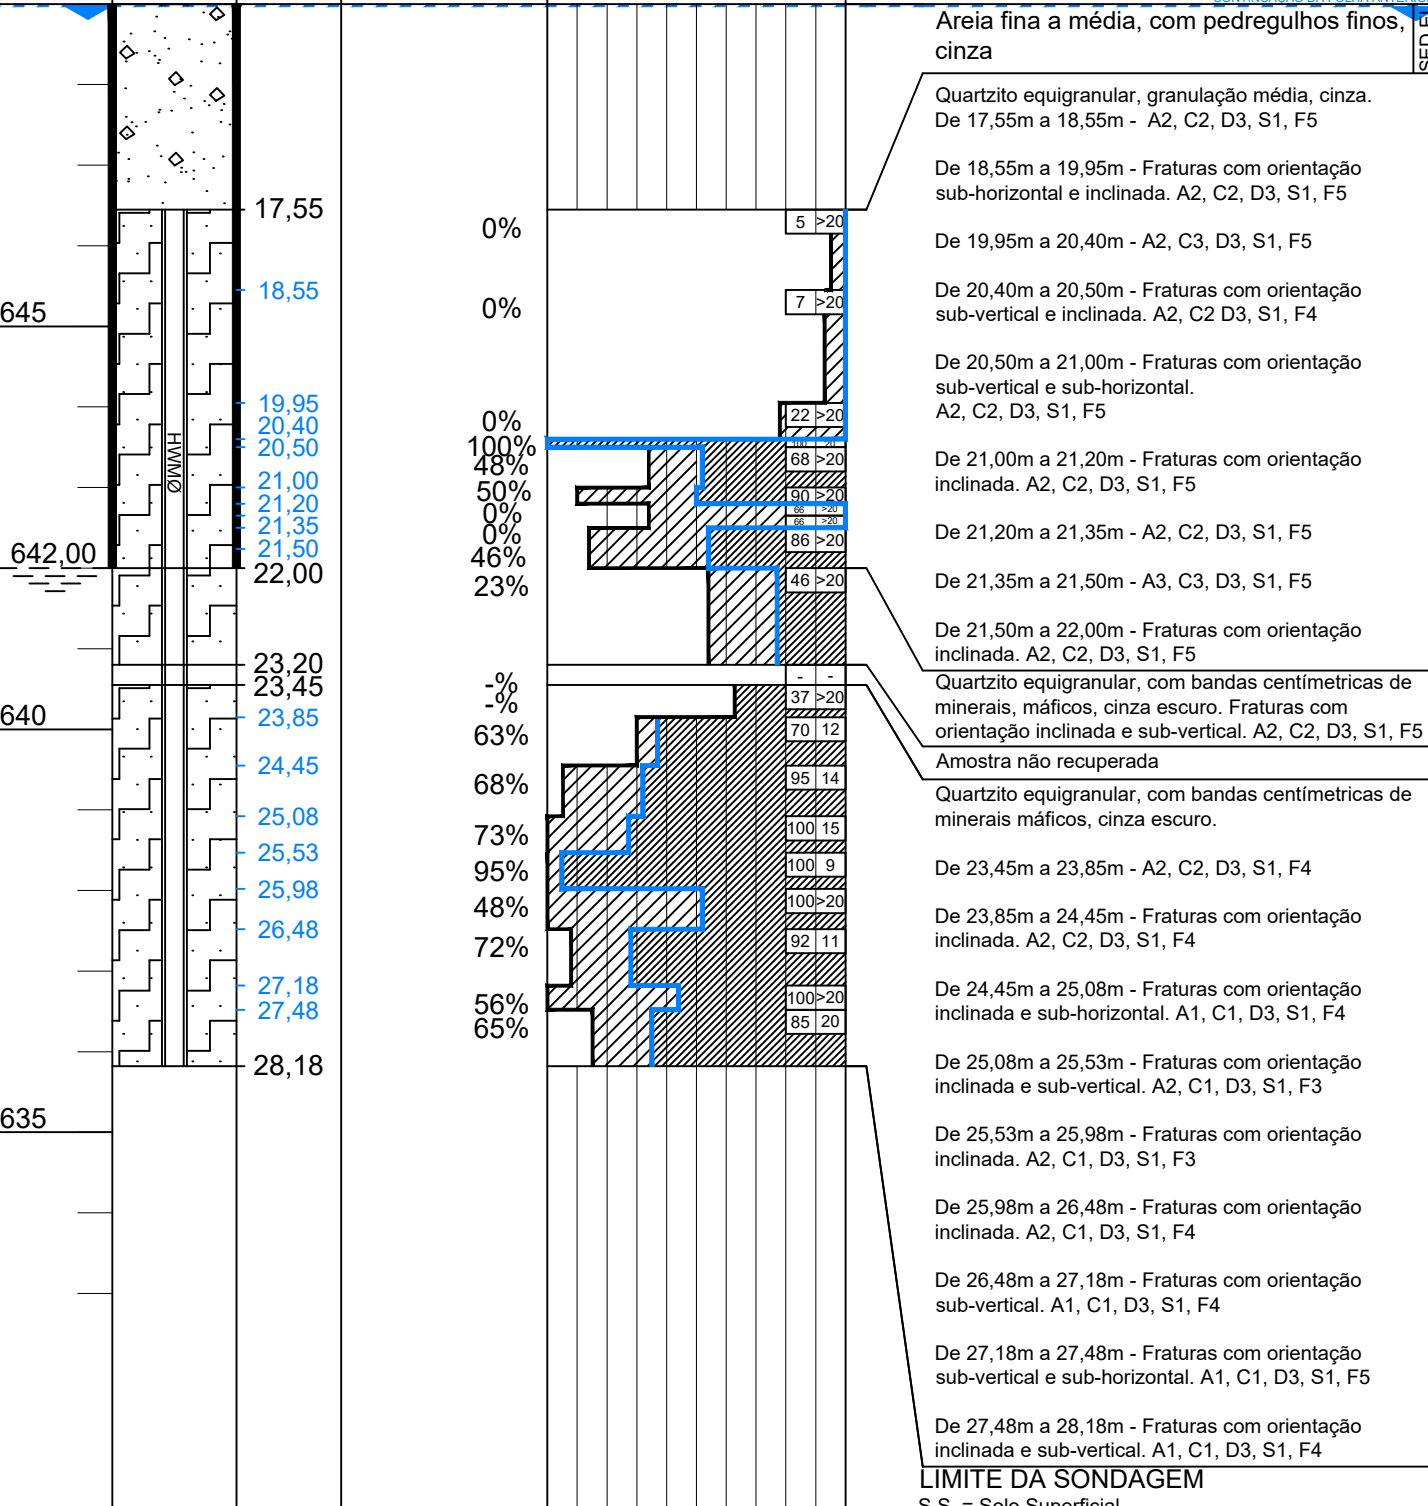 Areia fina a média, com pedregulhos finos,
cinza
Quartzito equigranular, granulação média, cinza.
De 17,55m a 18,55m - A2, C2, D3, S1, F5
De 18,55m a 19,95m - Fraturas com orientação
sub-horizontal e inclinada. A2, C2, D3, S1, F5
De 19,95m a 20,40m - A2, C3, D3, S1, F5
De 20,40m a 20,50m - Fraturas com orientação
sub-vertical e inclinada. A2, C2 D3, S1, F4
De 20,50m a 21,00m - Fraturas com orientação
sub-vertical e sub-horizontal.
A2, C2, D3, S1, F5
De 21,00m a 21,20m - Fraturas com orientação
inclinada. A2, C2, D3, S1, F5
De 21,20m a 21,35m - A2, C2, D3, S1, F5
De 21,35m a 21,50m - A3, C3, D3, S1, F5
De 21,50m a 22,00m - Fraturas com orientação
inclinada. A2, C2, D3, S1, F5
Quartzito equigranular, com bandas centímetricas de
minerais, máficos, cinza escuro. Fraturas com
orientação inclinada e sub-vertical. A2, C2, D3, S1, F5
Amostra não recuperada
Quartzito equigranular, com bandas centímetricas de
minerais máficos, cinza escuro.
De 23,45m a 23,85m - A2, C2, D3, S1, F4
De 23,85m a 24,45m - Fraturas com orientação
inclinada. A2, C2, D3, S1, F4
De 24,45m a 25,08m - Fraturas com orientação
inclinada e sub-horizontal. A1, C1, D3, S1, F4
De 25,08m a 25,53m - Fraturas com orientação
inclinada e sub-vertical. A2, C1, D3, S1, F3
De 25,53m a 25,98m - Fraturas com orientação
inclinada. A2, C1, D3, S1, F3
De 25,98m a 26,48m - Fraturas com orientação
inclinada. A2, C1, D3, S1, F4
De 26,48m a 27,18m - Fraturas com orientação
sub-vertical. A1, C1, D3, S1, F4
De 27,18m a 27,48m - Fraturas com orientação
sub-vertical e sub-horizontal. A1, C1, D3, S1, F5
De 27,48m a 28,18m - Fraturas com orientação
inclinada e sub-vertical. A1, C1, D3, S1, F4
LIMITE DA SONDAGEM
S.S. = Solo Superficial
645
642,00
640
635
HWMØ
17,55
18,55
19,95
20,40
20,50
21,00
21,20
21,35
21,50
22,00
23,20
23,45
23,85
24,45
25,08
25,53
25,98
26,48
27,18
27,48
28,18
0%
0%
0%
100%
48%
50%
0%
0%
46%
23%
-%
-%
63%
68%
73%
95%
48%
72%
56%
65%
5 >20
7 >20
22 >20
100 20
68 >20
90 >20
66 >20
66 >20
86 >20
46 >20
- -
37 >20
70 12
95 14
100 15
100 9
100 >20
92 11
100 >20
85 20